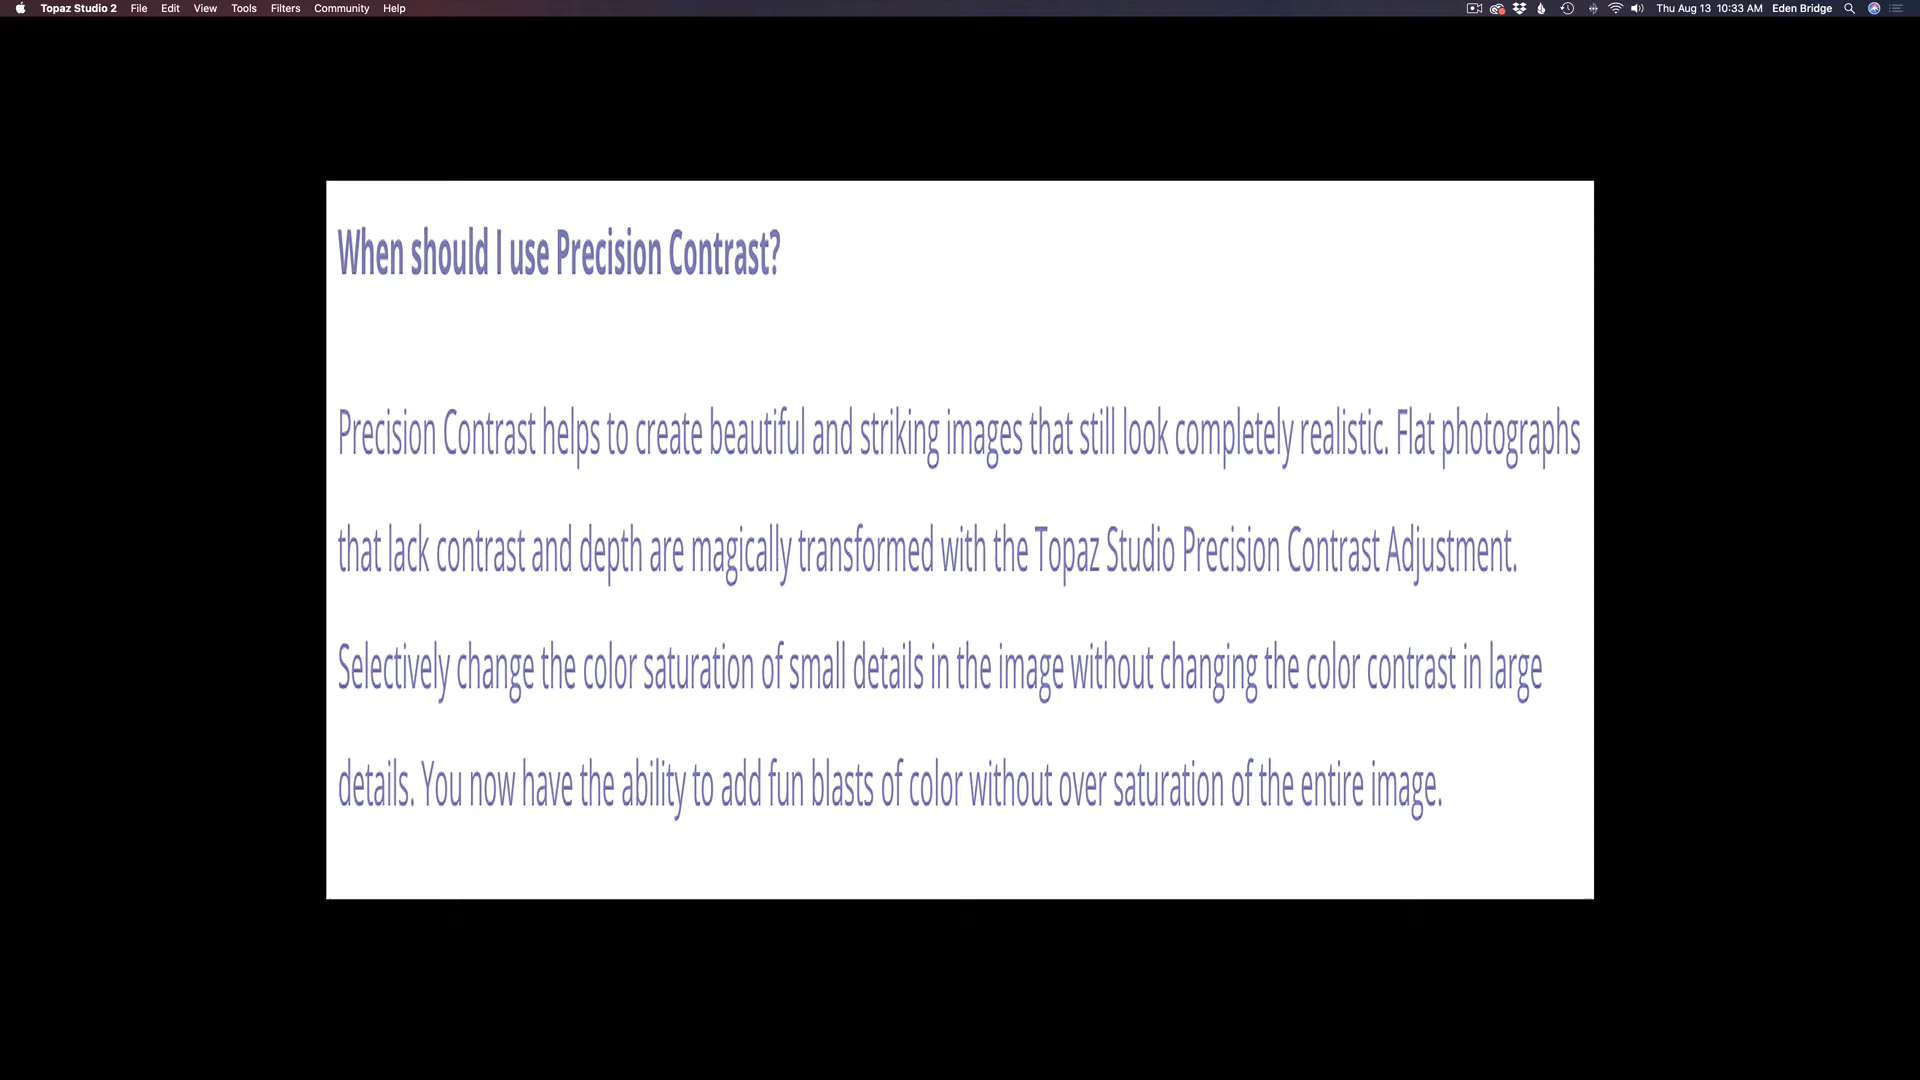 Topaz Studio 2 File Edit View Tools Filters Community Help Thu Aug 13 10:33 AM Eden Bridge
When should I use Precision Contrast?
Precision Contrast helps to create beautiful and striking images that still look completely realistic. Flat photographs
that lack contrast and depth are magically transformed with the Topaz Studio Precision Contrast Adjustment.
Selectively change the color saturation of small details in the image without changing the color contrast in large
details. You now have the ability to add fun blasts of color without over saturation of the entire image.